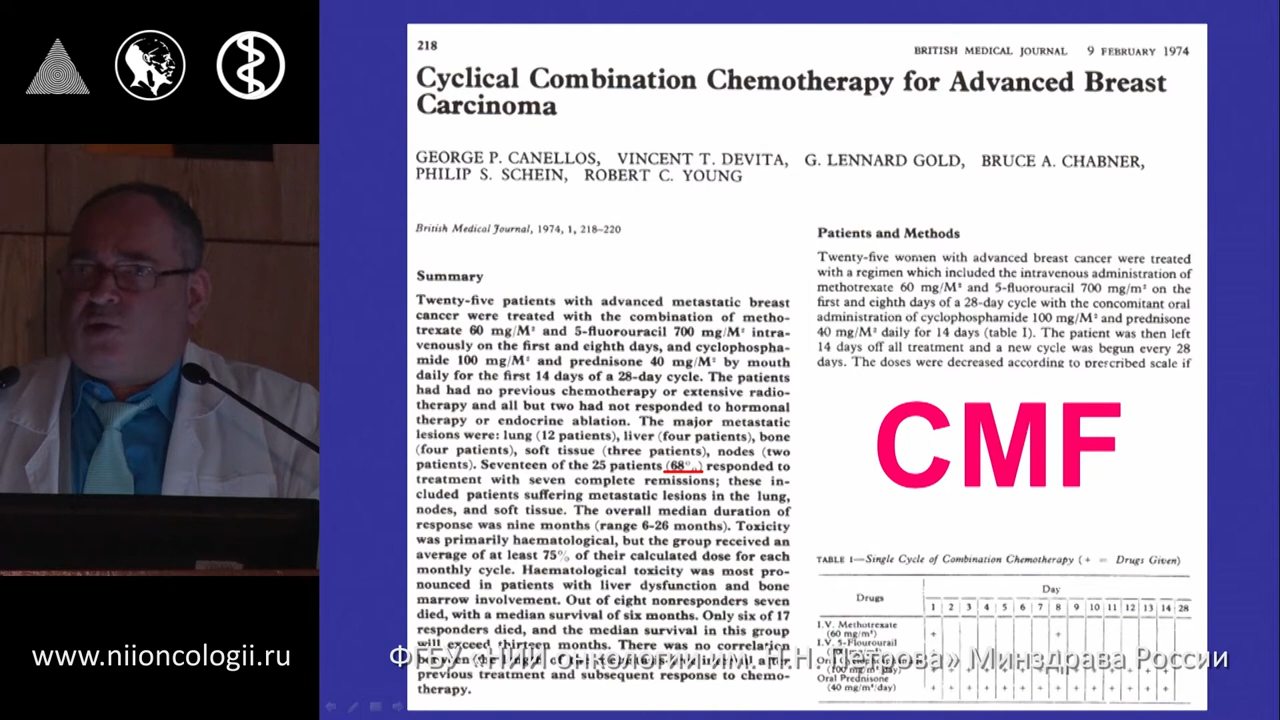 218
BRITISH MEDICAL JOURNAL 9 FEBRUARY 1974
Cyclical Combination Chemotherapy for Advanced Breast
Carcinoma
GEORGE P. CANELLOS, VINCENT T. DEVITA, G. LENNARD GOLD, BRUCE A. CHABNER,
PHILIP S. SCHEIN, ROBERT C. YOUNG
British Medical Journal, 1974, 1, 218–220
Summary
Twenty-five patients with advanced metastatic breast
cancer were treated with the combination of metho-
trexate 60 mg/M² and 5-fluorouracil 700 mg/M² intra-
venously on the first and eighth days, and cyclophospha-
mide 100 mg/M² and prednisone 40 mg/M² by mouth
daily for the first 14 days of a 28-day cycle. The patients
had had no previous chemotherapy or extensive radio-
therapy and all but two had not responded to hormonal
therapy or endocrine ablation. The major metastatic
lesions were: lung (12 patients), liver (four patients), bone
(four patients), soft tissue (three patients), nodes (two
patients). Seventeen of the 25 patients (68%) responded to
treatment with seven complete remissions; these in-
cluded patients suffering metastatic lesions in the lung,
nodes, and soft tissue. The overall median duration of
response was nine months (range 6-26 months). Toxicity
was primarily haematological, but the group received an
average of at least 75% of their calculated dose for each
monthly cycle. Haematological toxicity was most pro-
nounced in patients with liver dysfunction and bone
marrow involvement. Out of eight nonresponders seven
died, with a median survival of six months. Only six of 17
responders died, and the median survival in this group
will exceed thirteen months. There was no correlation
previous treatment and subsequent response to chemo-
therapy.
Patients and Methods
Twenty-five women with advanced breast cancer were treated
with a regimen which included the intravenous administration of
methotrexate 60 mg/M² and 5-fluorouracil 700 mg/m² on the
first and eighth days of a 28-day cycle with the concomitant oral
administration of cyclophosphamide 100 mg/M² and prednisone
40 mg/M² daily for 14 days (table I). The patient was then left
14 days off all treatment and a new cycle was begun every 28
days. The doses were decreased according to prercribed scale if
CMF
TABLE I—Single Cycle of Combination Chemotherapy (+ = Drugs Given)
Drugs
Day
1 2 3 4 5 6 7 8 9 10 11 12 13 14 28
I.V. Methotrexate
(60 mg/m²) + +
I.V. 5-Flourourail
Oral Prednisone
(40 mg/m²/day) + + + + + + + + + + + + + +
www.niioncologii.ru
ФГБУ «НИИ онкологии им. Н.Н. Петрова» Минздрава России